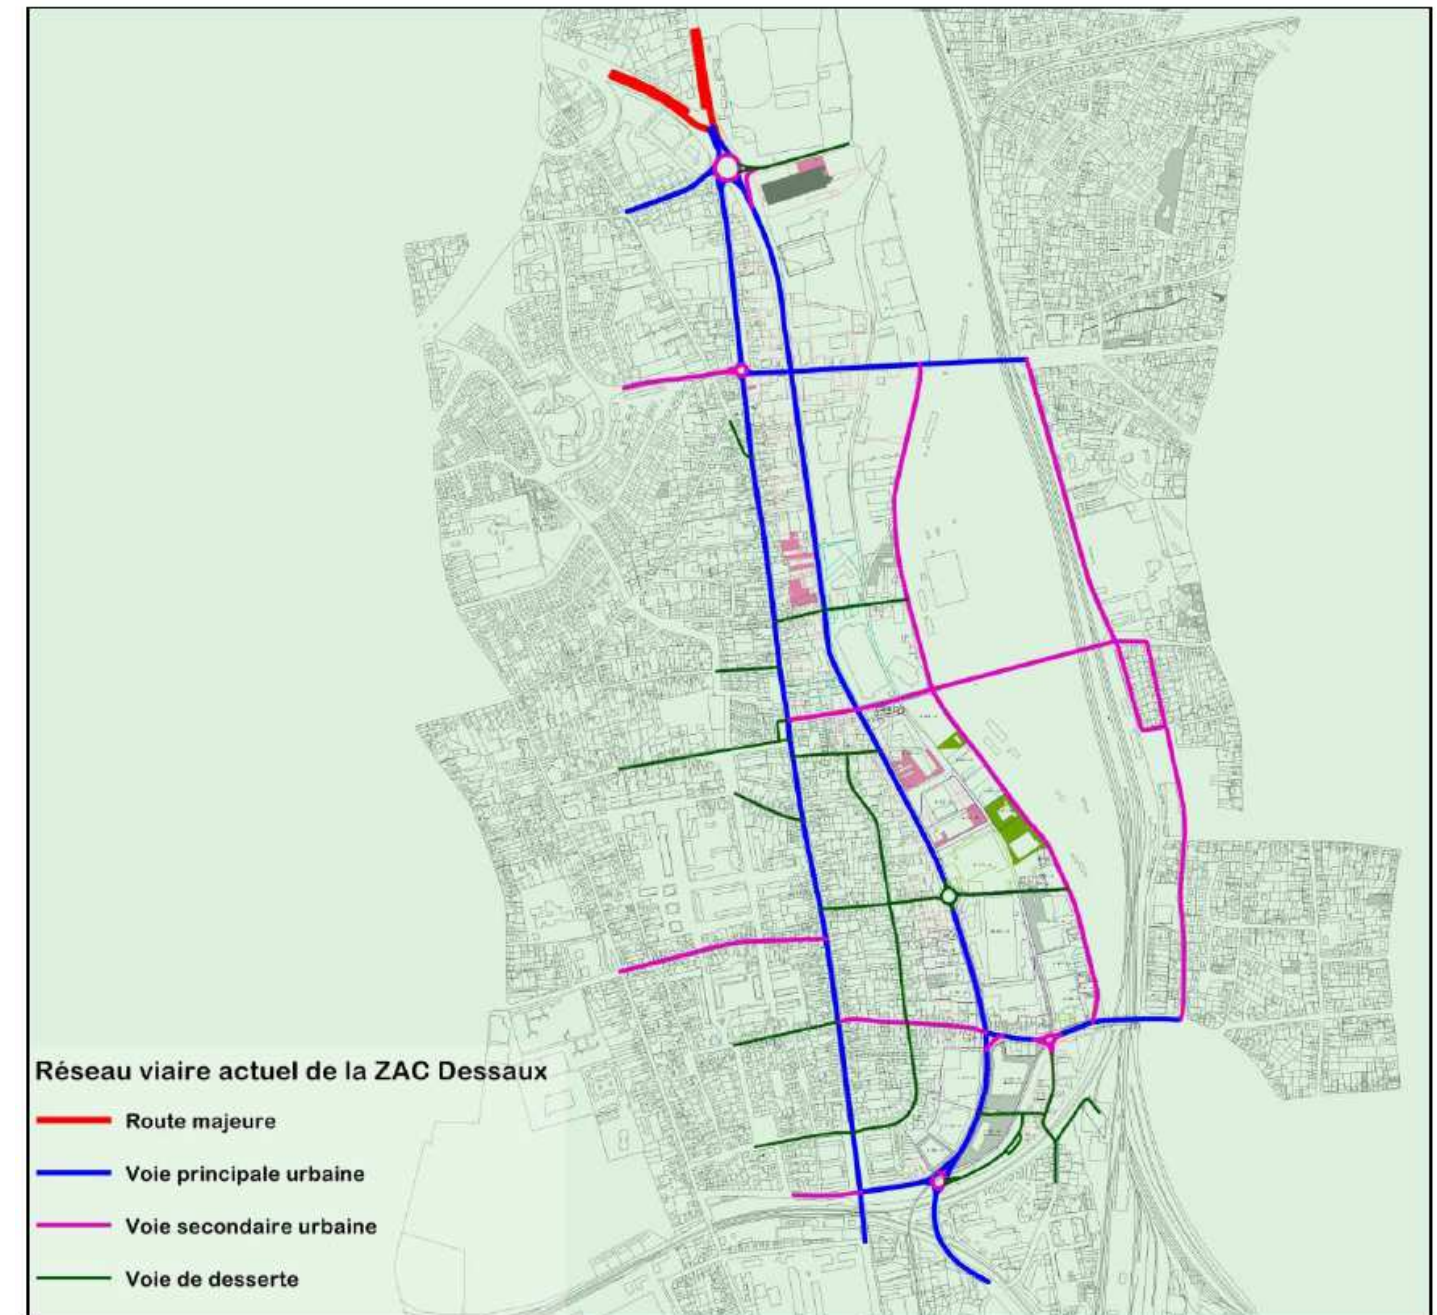 Réseau viaire actuel de la ZAC Dessaux
Route majeure
Voie principale urbaine
Voie secondaire urbaine
Voie de desserte